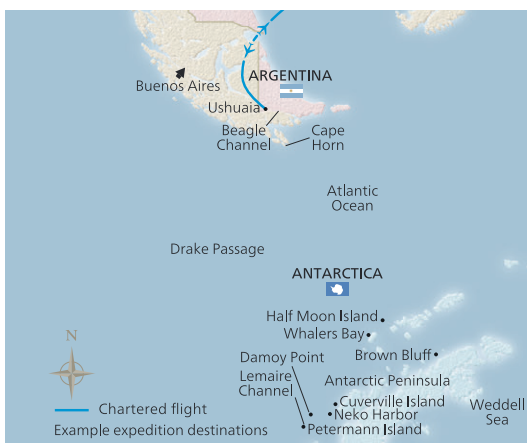 ARGENTINA
Buenos Aires
Ushuaia
Beagle
Channel
Cape
Horn
Atlantic
Ocean
Drake Passage
ANTARCTICA
Half Moon Island
Whalers Bay
Brown Bluff
Damoy Point
Lemaire
Channel
Antarctic Peninsula
Weddell
Sea
Cuverville Island
Neko Harbor
Petermann Island
N
Chartered flight
Example expedition destinations